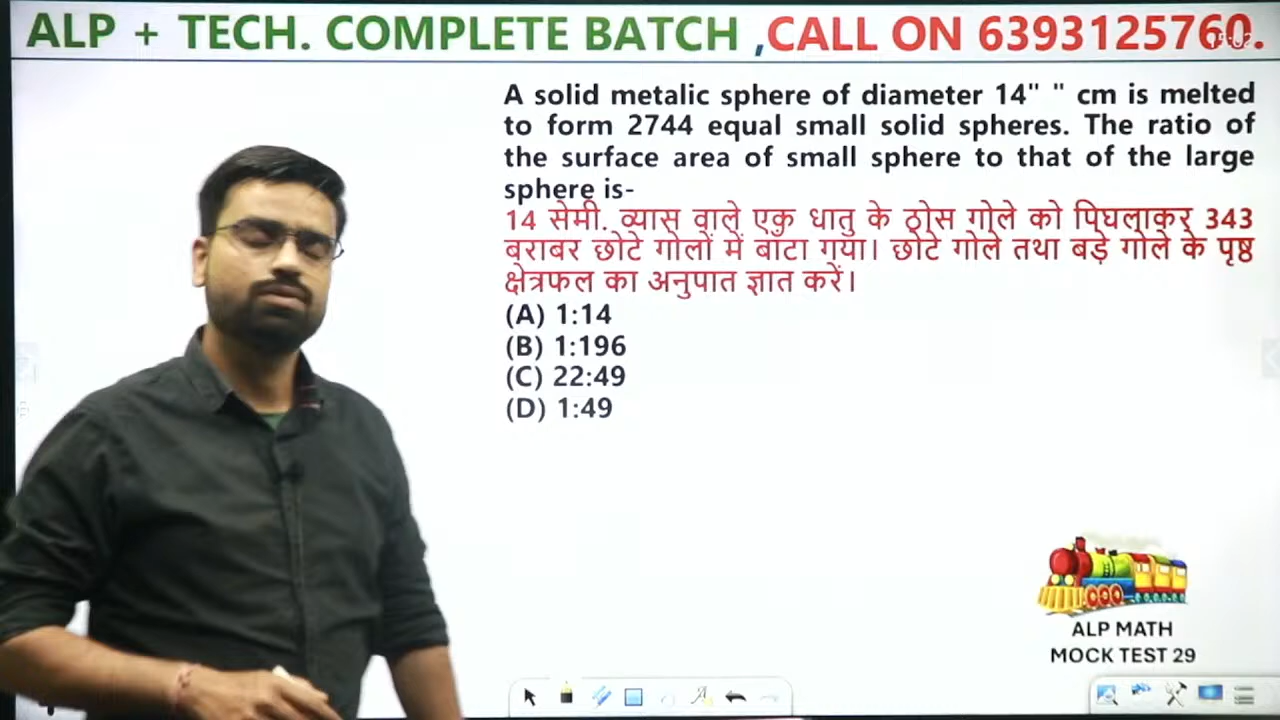 ALP + TECH. COMPLETE BATCH ,CALL ON 6393125760.
15:02
A solid metalic sphere of diameter 14" " cm is melted
to form 2744 equal small solid spheres. The ratio of
the surface area of small sphere to that of the large
sphere is-
14 सेमी. व्यास वाले एक धातु के ठोस गोले को पिघलाकर 343
बराबर छोटे गोलों में बांटा गया। छोटे गोले तथा बड़े गोले के पृष्ठ
क्षेत्रफल का अनुपात ज्ञात करें।
(A) 1:14
(B) 1:196
(C) 22:49
(D) 1:49
ALP MATH
MOCK TEST 29